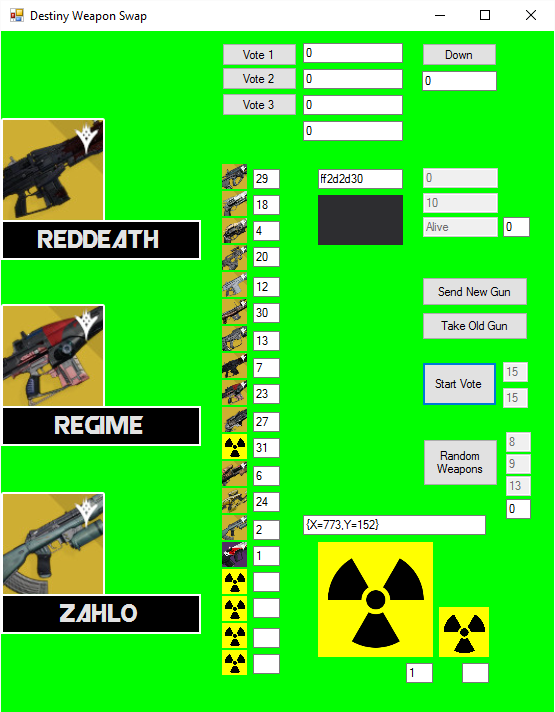 Destiny Weapon Swap
Vote 1 0 Down
Vote 2 0 0
Vote 3 0
0
REDDEATH
REGIME
ZAHLO
29
18
4
20
12
30
13
7
23
27
31
6
24
2
1
ff2d2d30
0
10
Alive 0
Send New Gun
Take Old Gun
Start Vote
15
15
Random
Weapons
8
9
13
0
{X=773,Y=152}
1